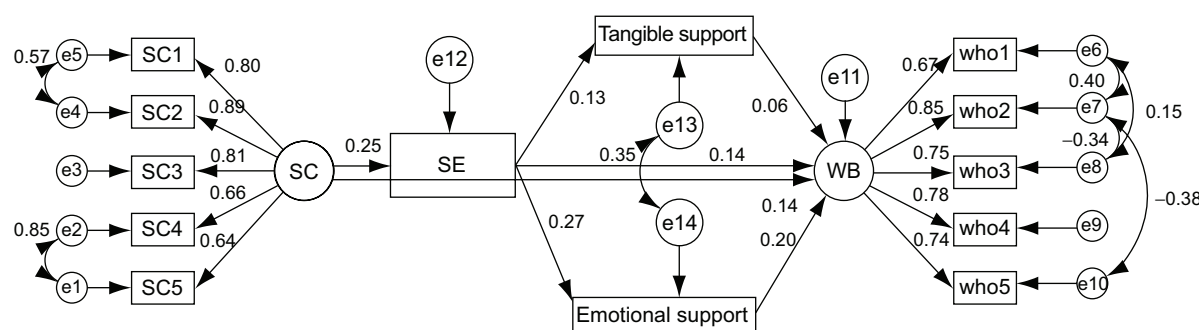 Tangible support
e5
SC1
0.57
0.80
e12
e11
0.67
who1
e6
0.40
e4
SC2
0.89
0.13
0.06
0.85
who2
e7
0.15
e13
0.25
SE
0.35
0.14
e3
SC3
0.81
SC
WB
0.75
who3
−0.34
e8
0.66
0.78
−0.38
e2
SC4
0.85
0.64
0.27
e14
0.14
0.20
0.74
who4
e9
e1
SC5
who5
e10
Emotional support